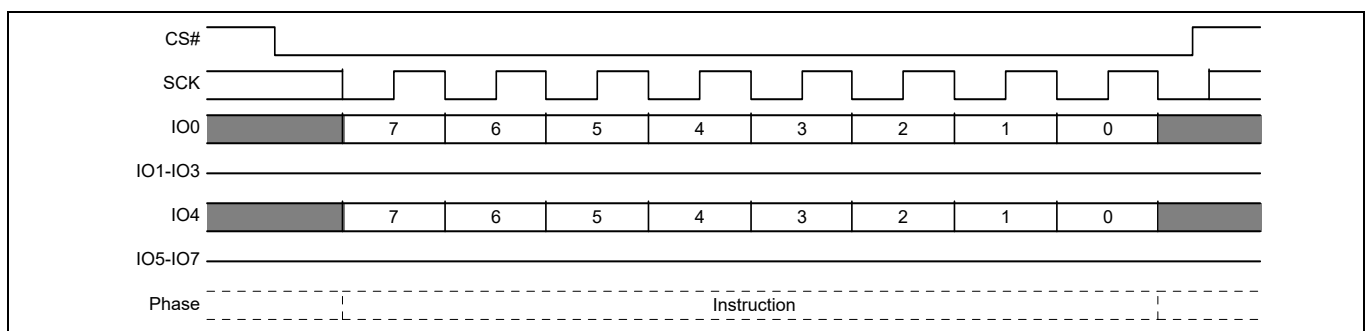 CS#
SCK
IO0 7 6 5 4 3 2 1 0
IO1-IO3
IO4 7 6 5 4 3 2 1 0
IO5-IO7
Phase Instruction